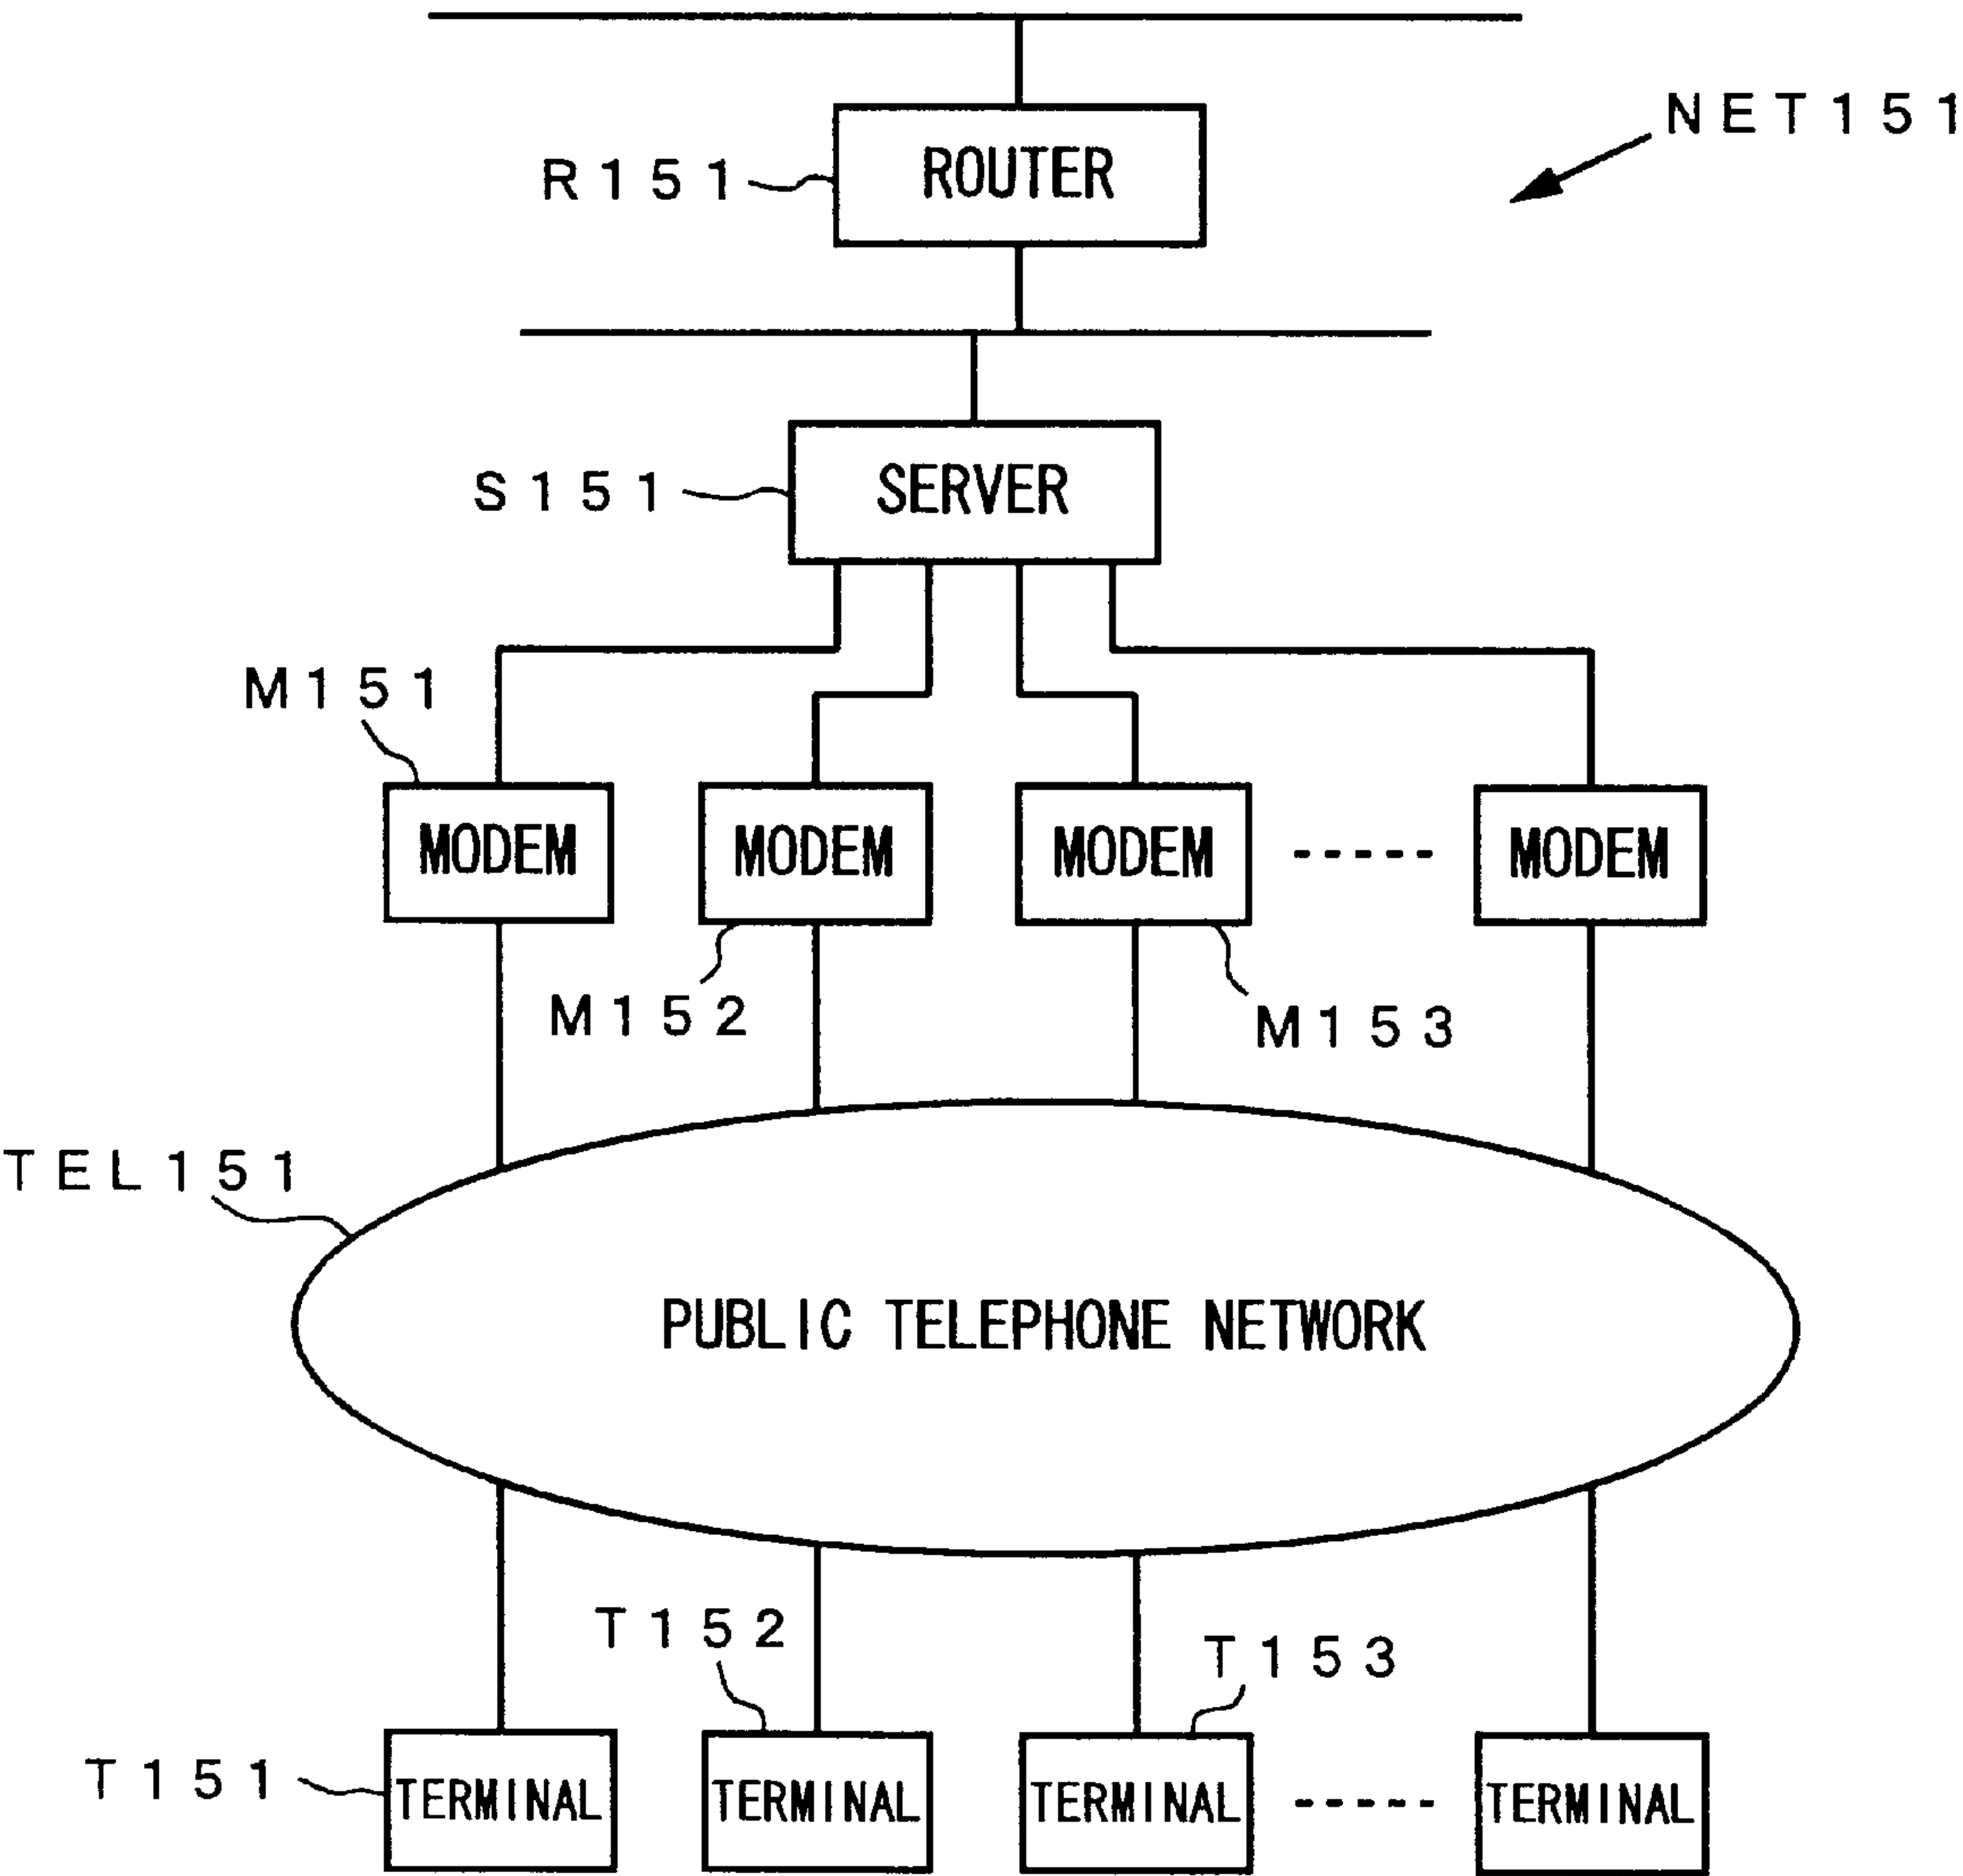 NET151
R151 ROUTER
S151 SERVER
M151
MODEM MODEM MODEM ----- MODEM
M152 M153
TEL151
PUBLIC TELEPHONE NETWORK
T152 T153
T151 TERMINAL TERMINAL TERMINAL ----- TERMINAL